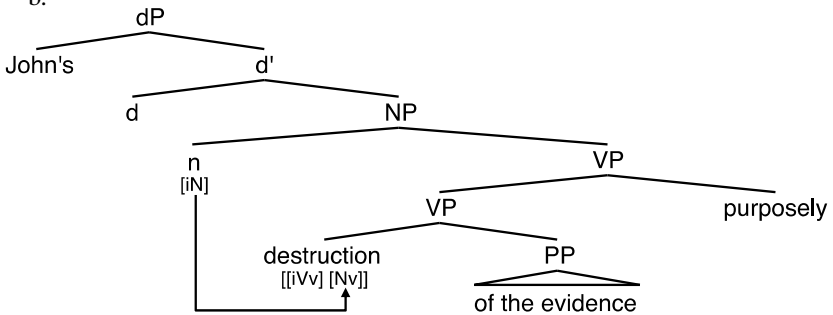 b.
dP
John's d'
d NP
n VP
[iN]
VP purposely
destruction PP
[[iVv] [Nv]]
of the evidence